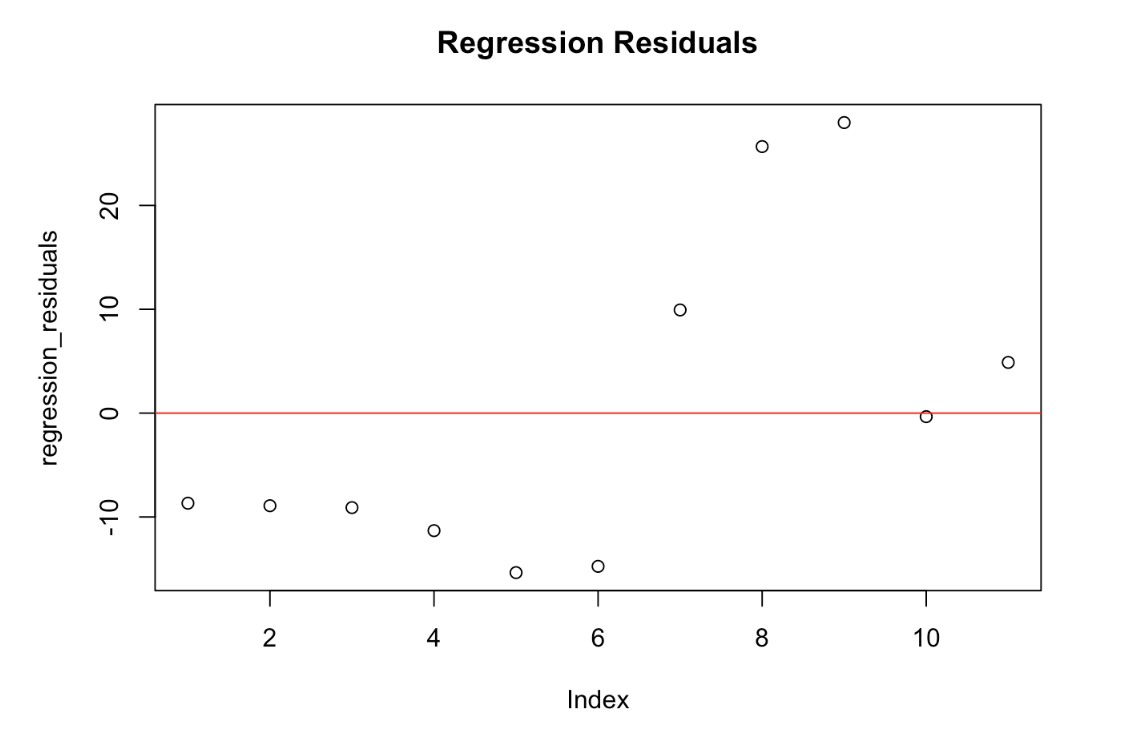 Regression Residuals
regression_residuals
20
10
0
-10
2 4 6 8 10
Index